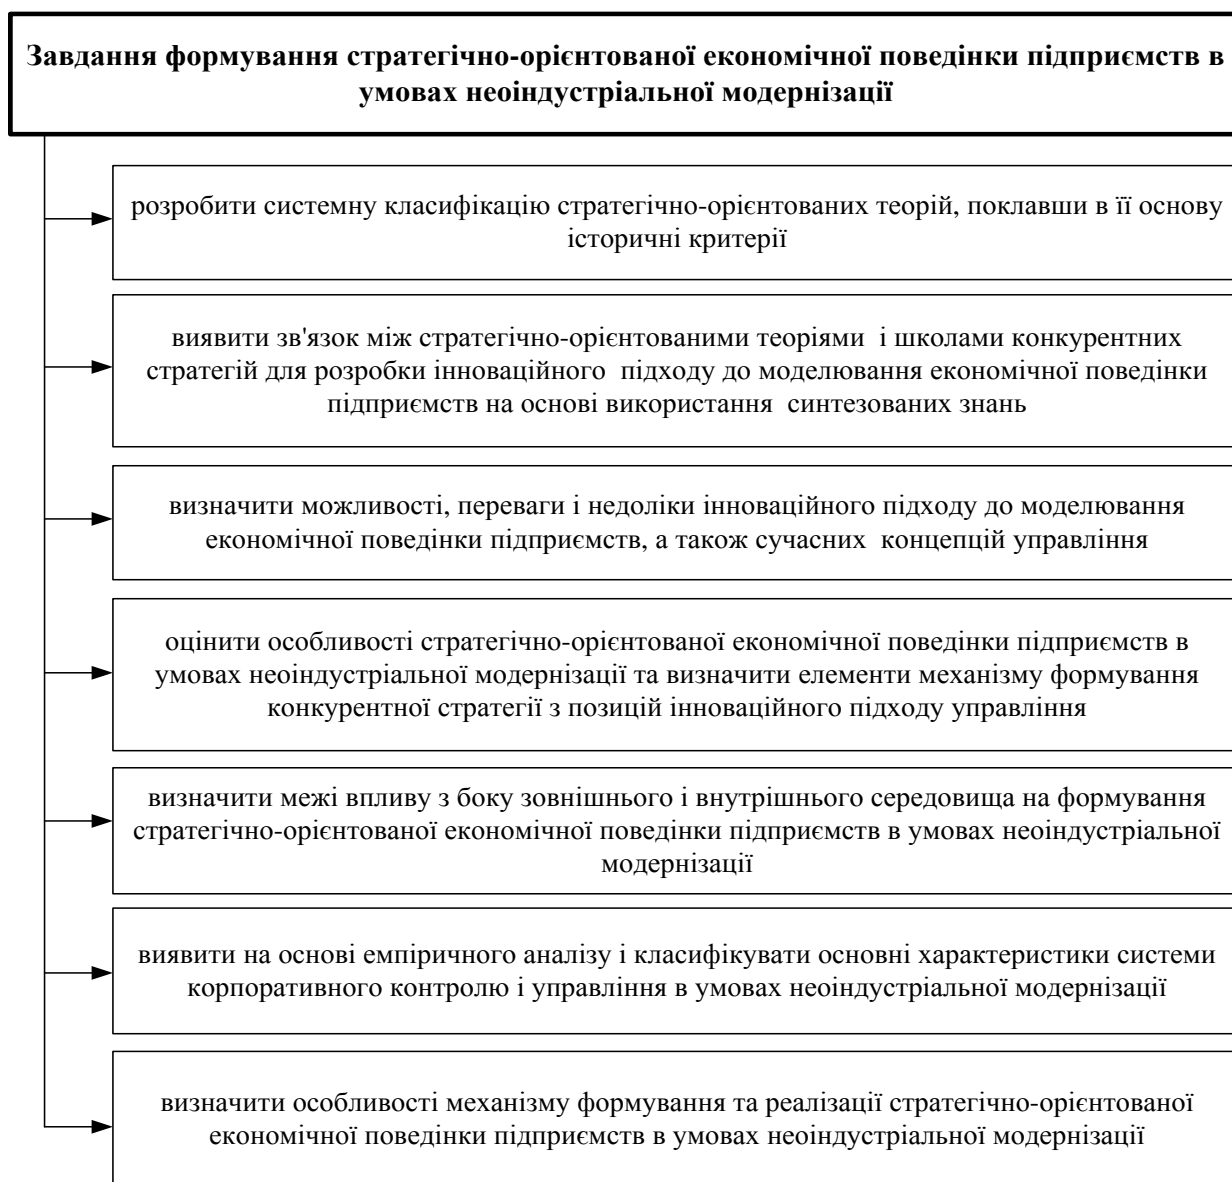 Завдання формування стратегічно-орієнтованої економічної поведінки підприємств в
умовах неоіндустріальної модернізації
розробити системну класифікацію стратегічно-орієнтованих теорій, поклавши в її основу
історичні критерії
виявити зв'язок між стратегічно-орієнтованими теоріями і школами конкурентних
стратегій для розробки інноваційного підходу до моделювання економічної поведінки
підприємств на основі використання синтезованих знань
визначити можливості, переваги і недоліки інноваційного підходу до моделювання
економічної поведінки підприємств, а також сучасних концепцій управління
оцінити особливості стратегічно-орієнтованої економічної поведінки підприємств в
умовах неоіндустріальної модернізації та визначити елементи механізму формування
конкурентної стратегії з позицій інноваційного підходу управління
визначити межі впливу з боку зовнішнього і внутрішнього середовища на формування
стратегічно-орієнтованої економічної поведінки підприємств в умовах неоіндустріальної
модернізації
виявити на основі емпіричного аналізу і класифікувати основні характеристики системи
корпоративного контролю і управління в умовах неоіндустріальної модернізації
визначити особливості механізму формування та реалізації стратегічно-орієнтованої
економічної поведінки підприємств в умовах неоіндустріальної модернізації